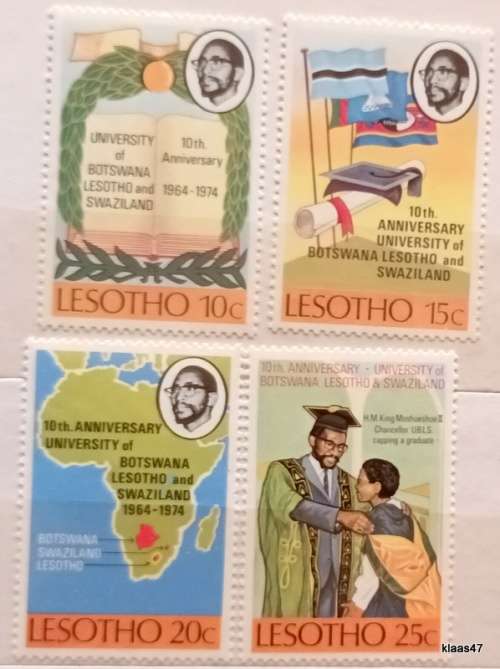 UNIVERSITY
of
BOTSWANA
LESOTHO and
SWAZILAND
10th.
Anniversary
1964-1974
LESOTHO 10c
10th.
ANNIVERSARY
UNIVERSITY of
BOTSWANA LESOTHO and
SWAZILAND
LESOTHO 15c
10th. ANNIVERSARY
UNIVERSITY of
BOTSWANA
LESOTHO and
SWAZILAND
1964-1974
BOTSWANA
SWAZILAND
LESOTHO
LESOTHO 20c
10th. ANNIVERSARY - UNIVERSITY of
BOTSWANA LESOTHO & SWAZILAND
H.M. King Moshoeshoe II
Chancellor UBLS
capping a graduate
LESOTHO 25c
klaas47